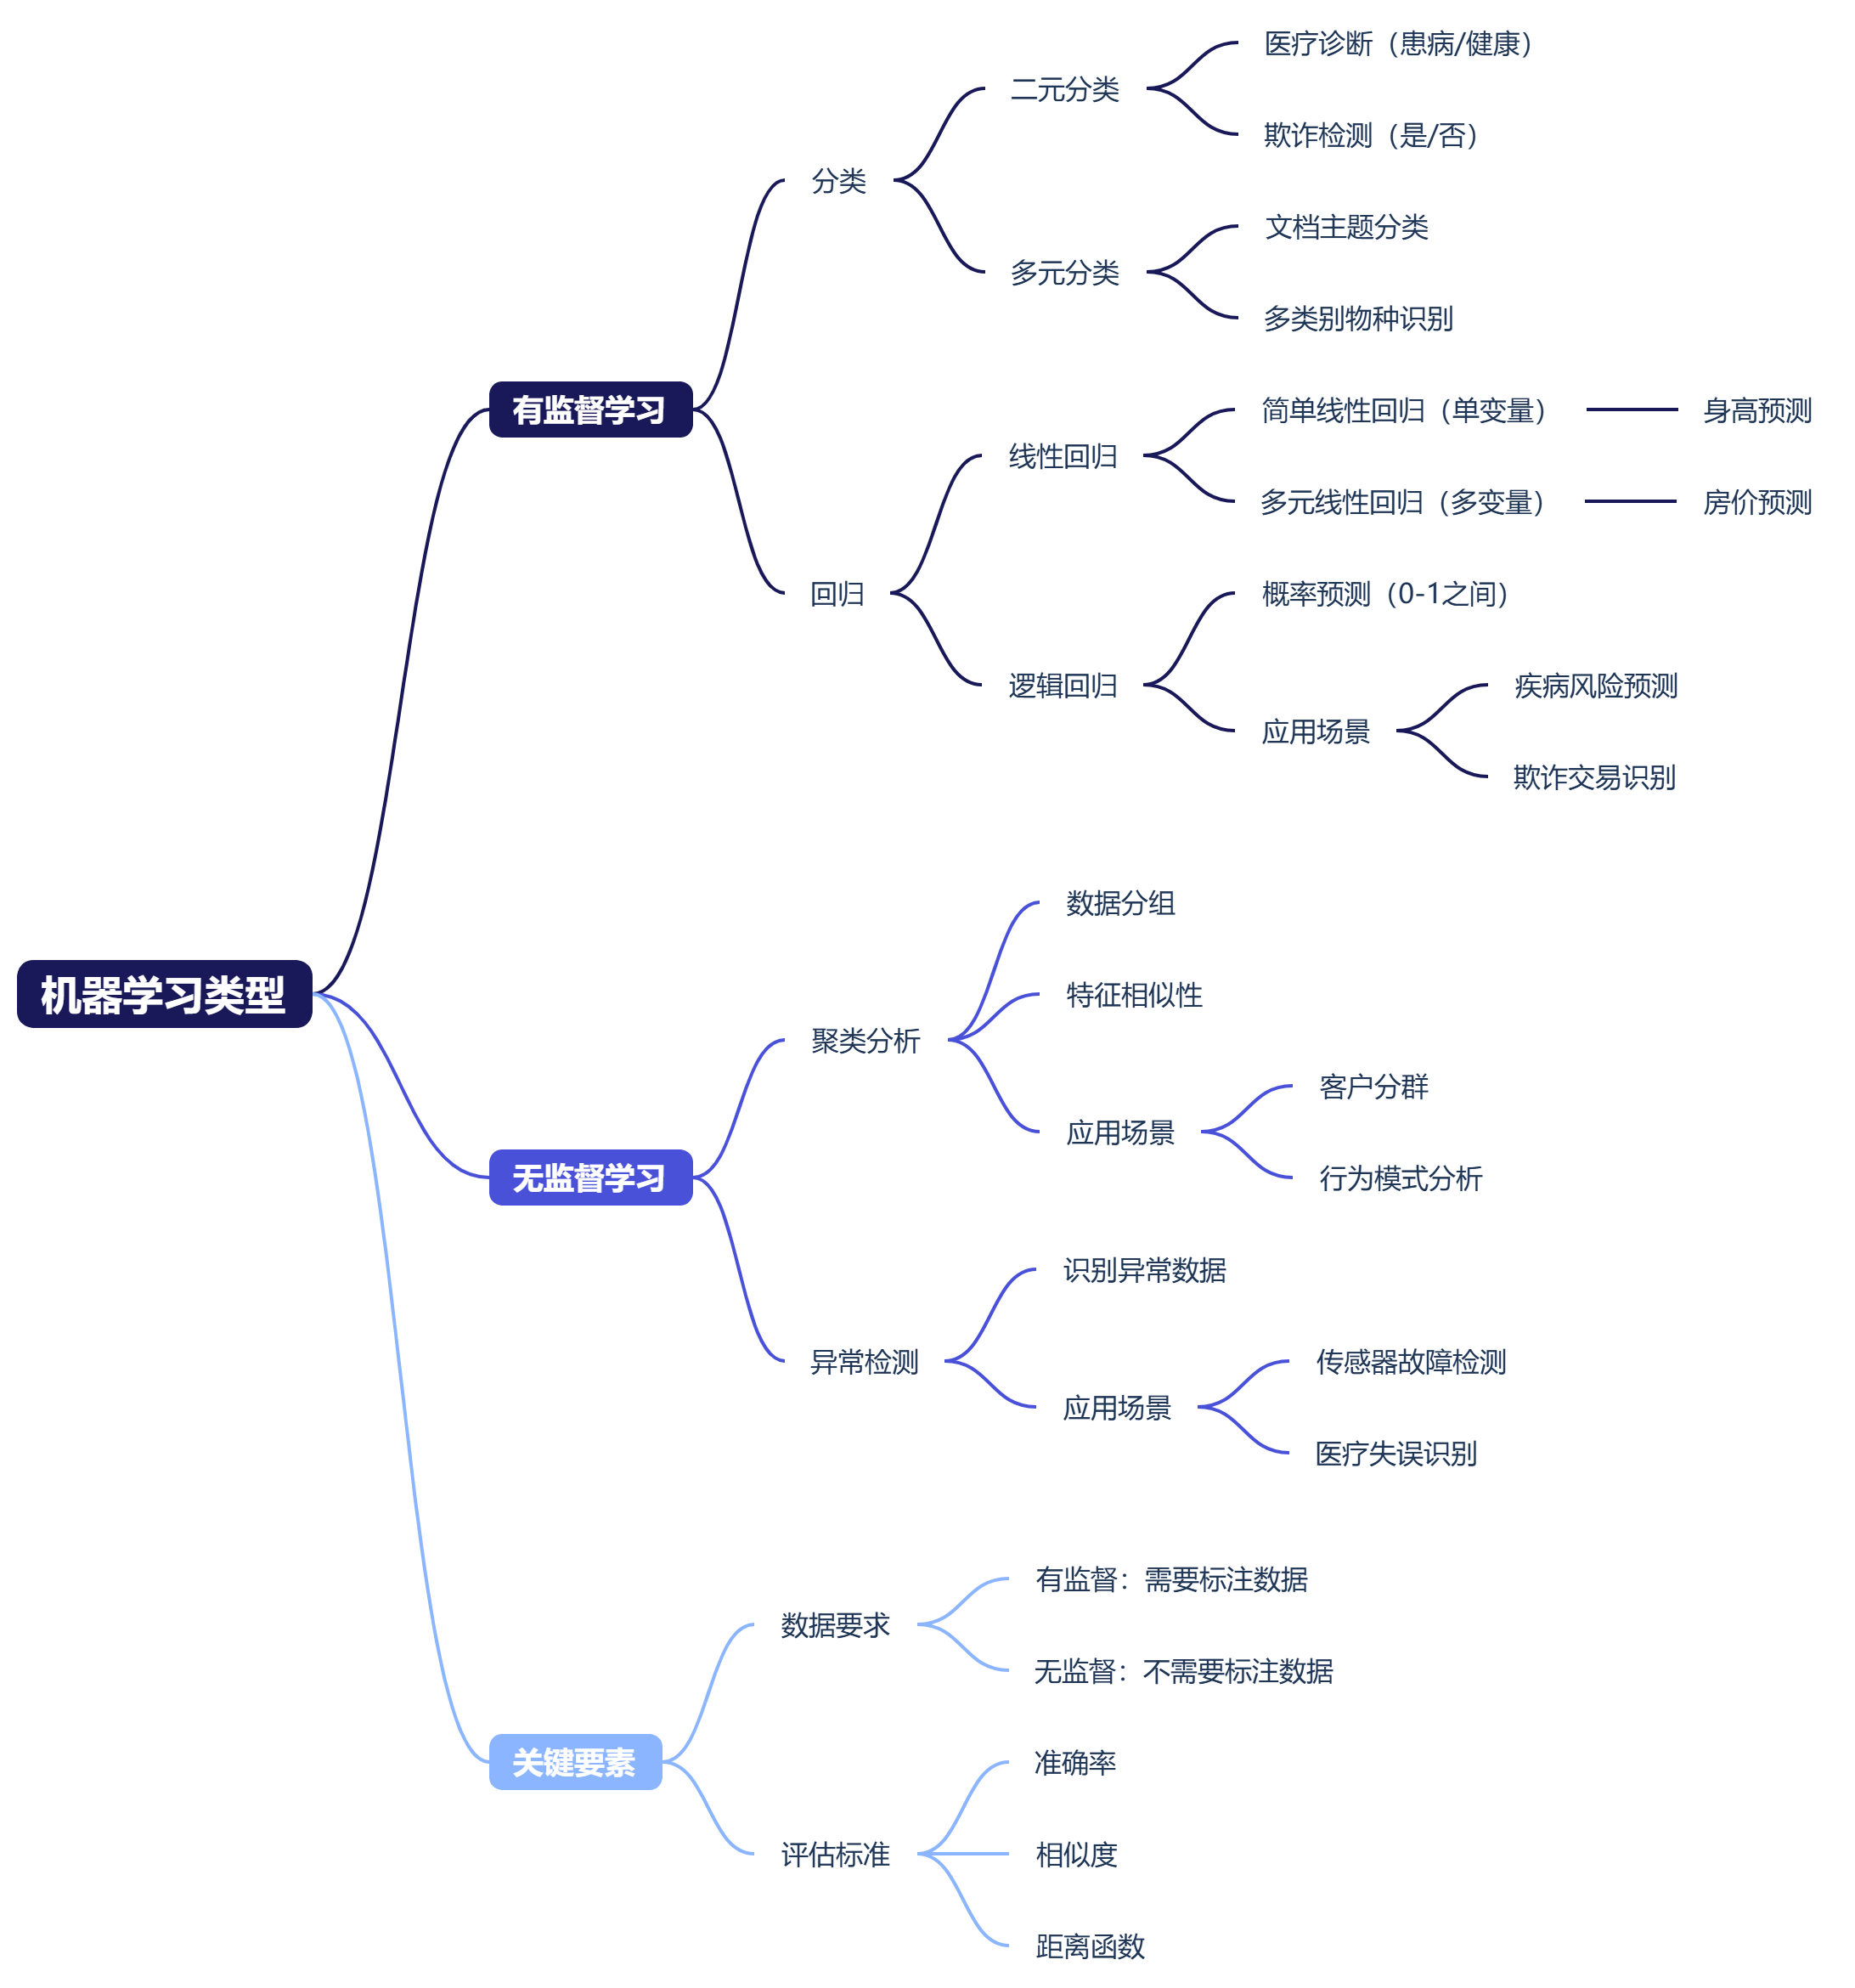 机器学习类型
有监督学习
分类
二元分类
医疗诊断（患病/健康）
欺诈检测（是/否）
多元分类
文档主题分类
多类别物种识别
回归
线性回归
简单线性回归（单变量）
身高预测
多元线性回归（多变量）
房价预测
逻辑回归
概率预测（0-1之间）
应用场景
疾病风险预测
欺诈交易识别
无监督学习
聚类分析
数据分组
特征相似性
应用场景
客户分群
行为模式分析
异常检测
识别异常数据
应用场景
传感器故障检测
医疗失误识别
关键要素
数据要求
有监督：需要标注数据
无监督：不需要标注数据
评估标准
准确率
相似度
距离函数